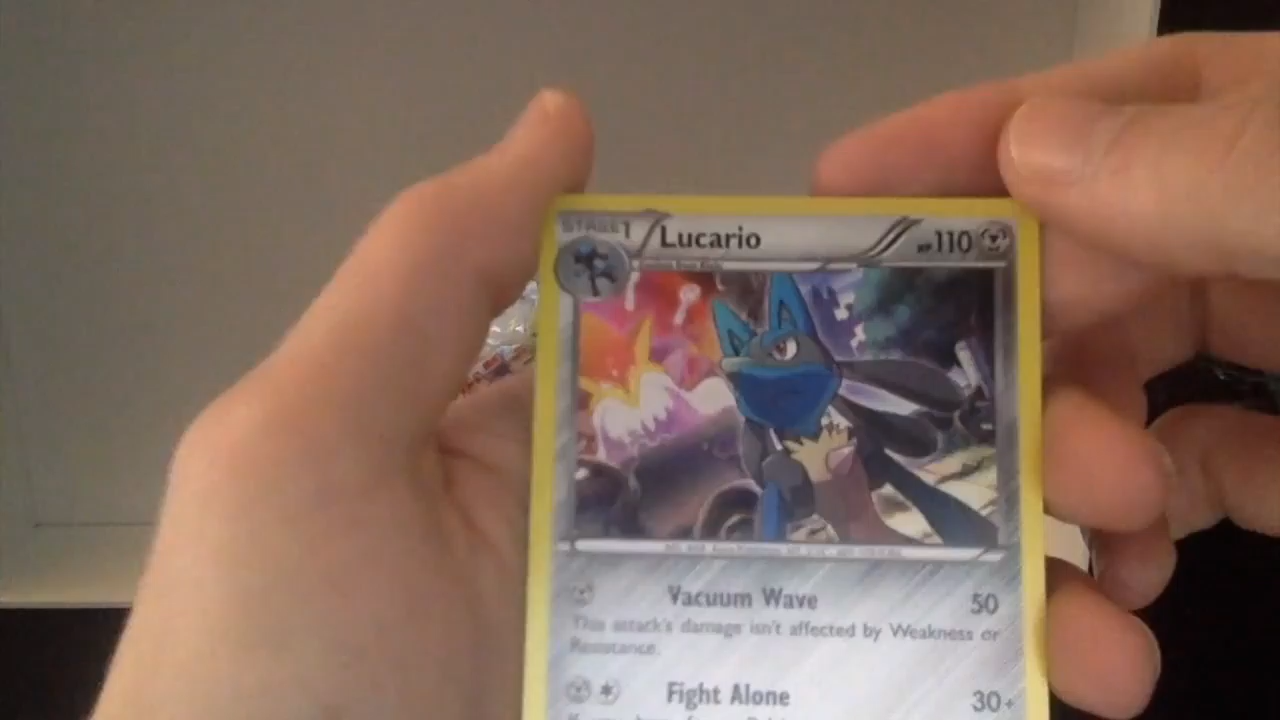 STAGE1 Lucario HP110
Vacuum Wave 50
This attack's damage isn't affected by Weakness or
Resistance.
Fight Alone 30+